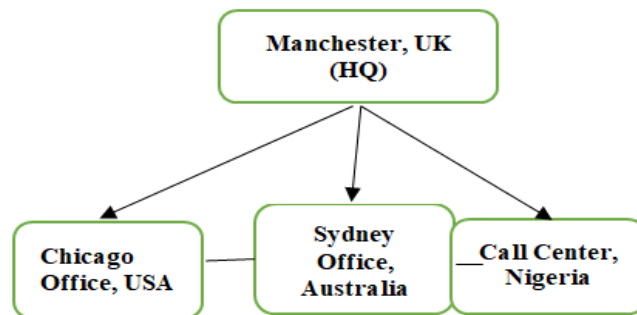 Manchester, UK
(HQ)
Chicago
Office, USA
Sydney
Office,
Australia
Call Center,
Nigeria